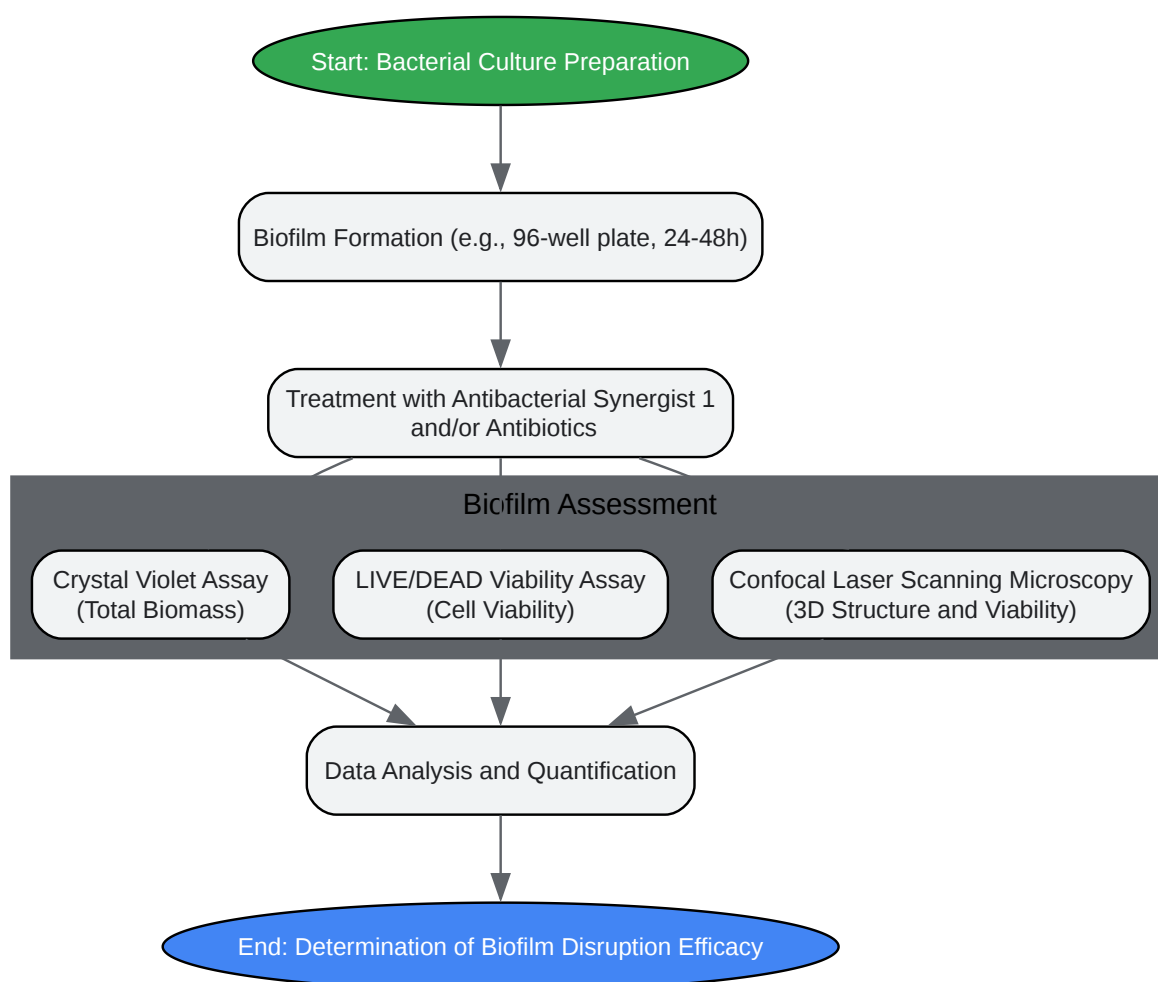 Start: Bacterial Culture Preparation
Biofilm Formation (e.g., 96-well plate, 24-48h)
Treatment with Antibacterial Synergist 1
and/or Antibiotics
Biofilm Assessment
Crystal Violet Assay
(Total Biomass)
LIVE/DEAD Viability Assay
(Cell Viability)
Confocal Laser Scanning Microscopy
(3D Structure and Viability)
Data Analysis and Quantification
End: Determination of Biofilm Disruption Efficacy